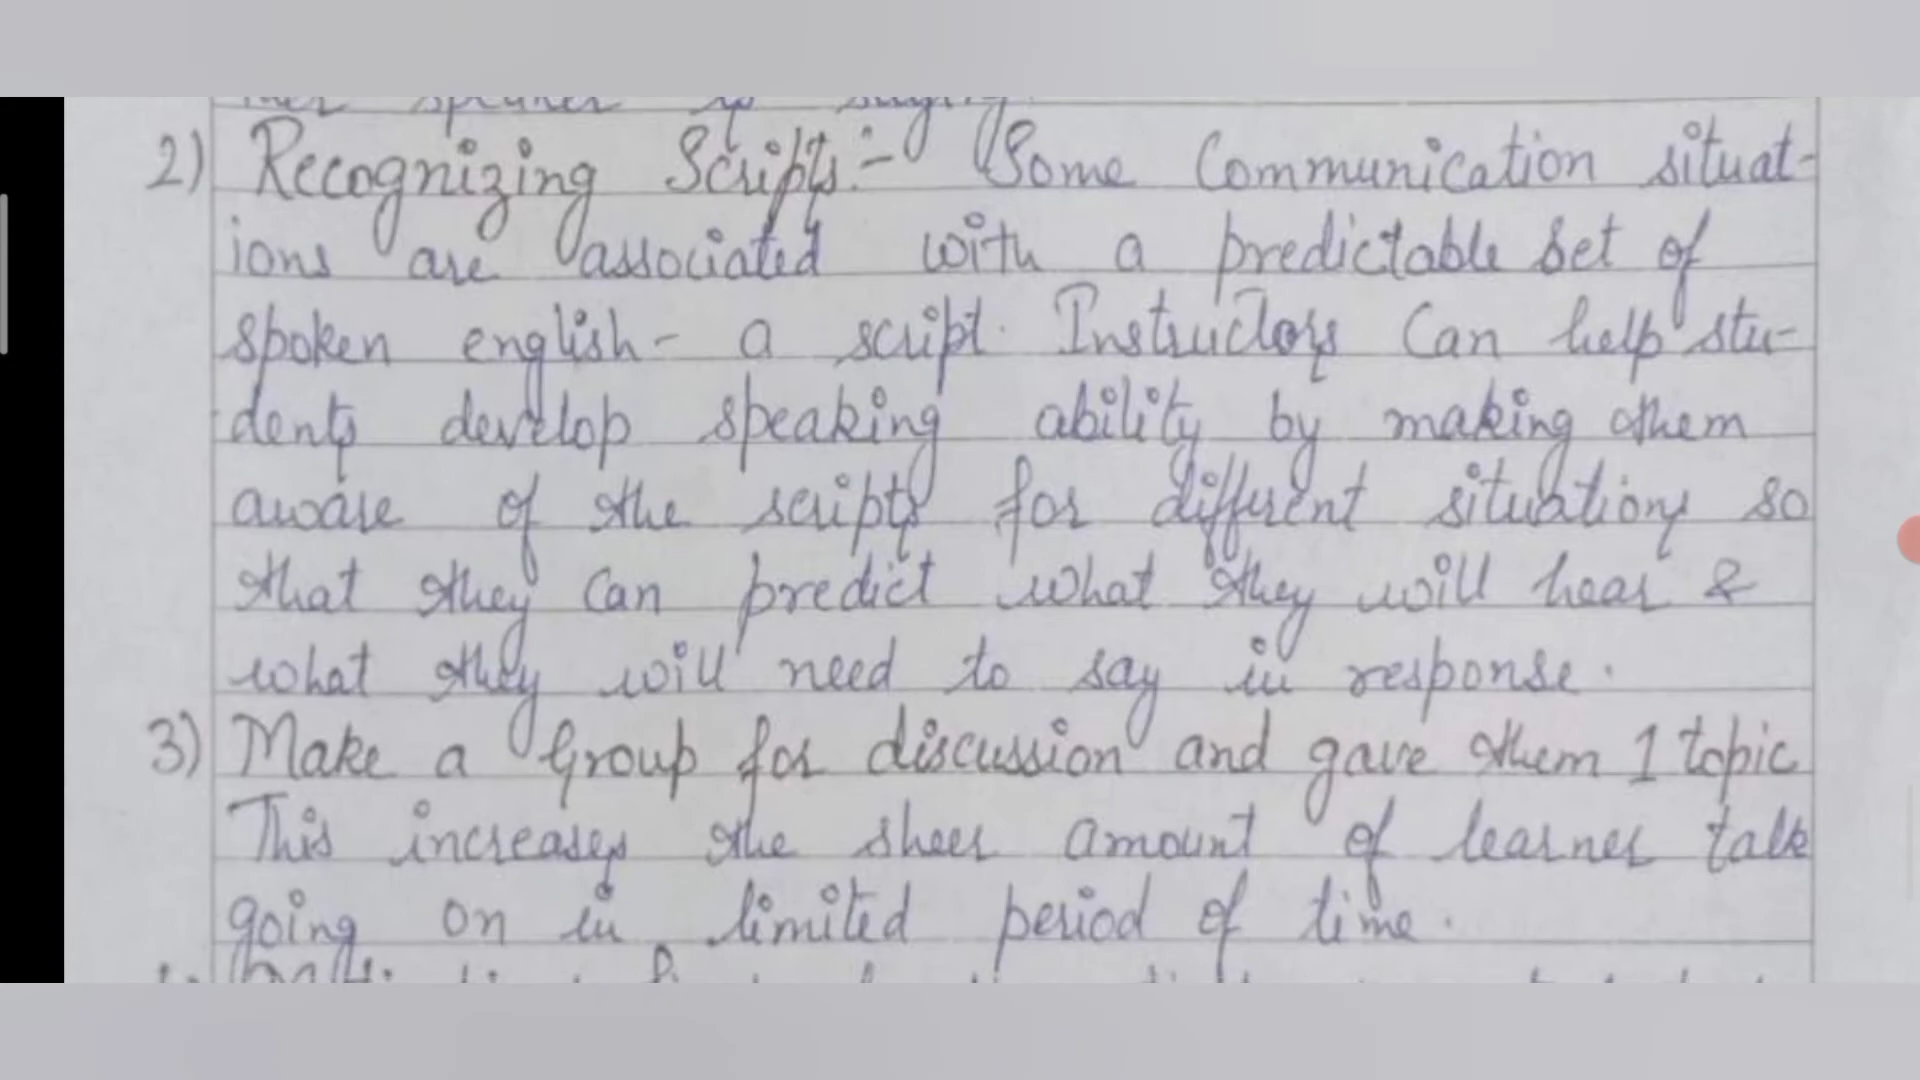 speaker is saying.
2) Recognizing Scripts:- Some Communication situat-
ions are associated with a predictable set of
spoken english- a script. Instructors Can help stu-
dents develop speaking ability by making them
aware of the scripts for different situations so
that they can predict what they will hear &
what they will need to say in response.
3) Make a Group for discussion and gave them 1 topic
This increases the sheer amount of learner talk
going on in limited period of time.